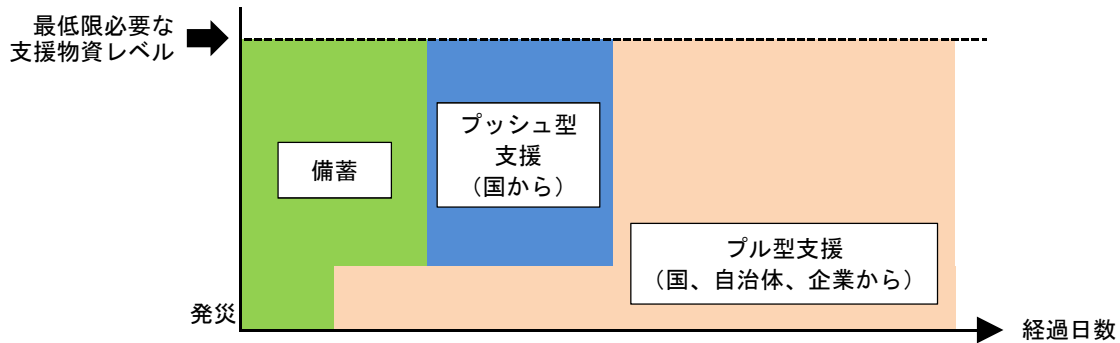 最低限必要な
支援物資レベル
備蓄
プッシュ型
支援
（国から）
プル型支援
（国、自治体、企業から）
発災
経過日数